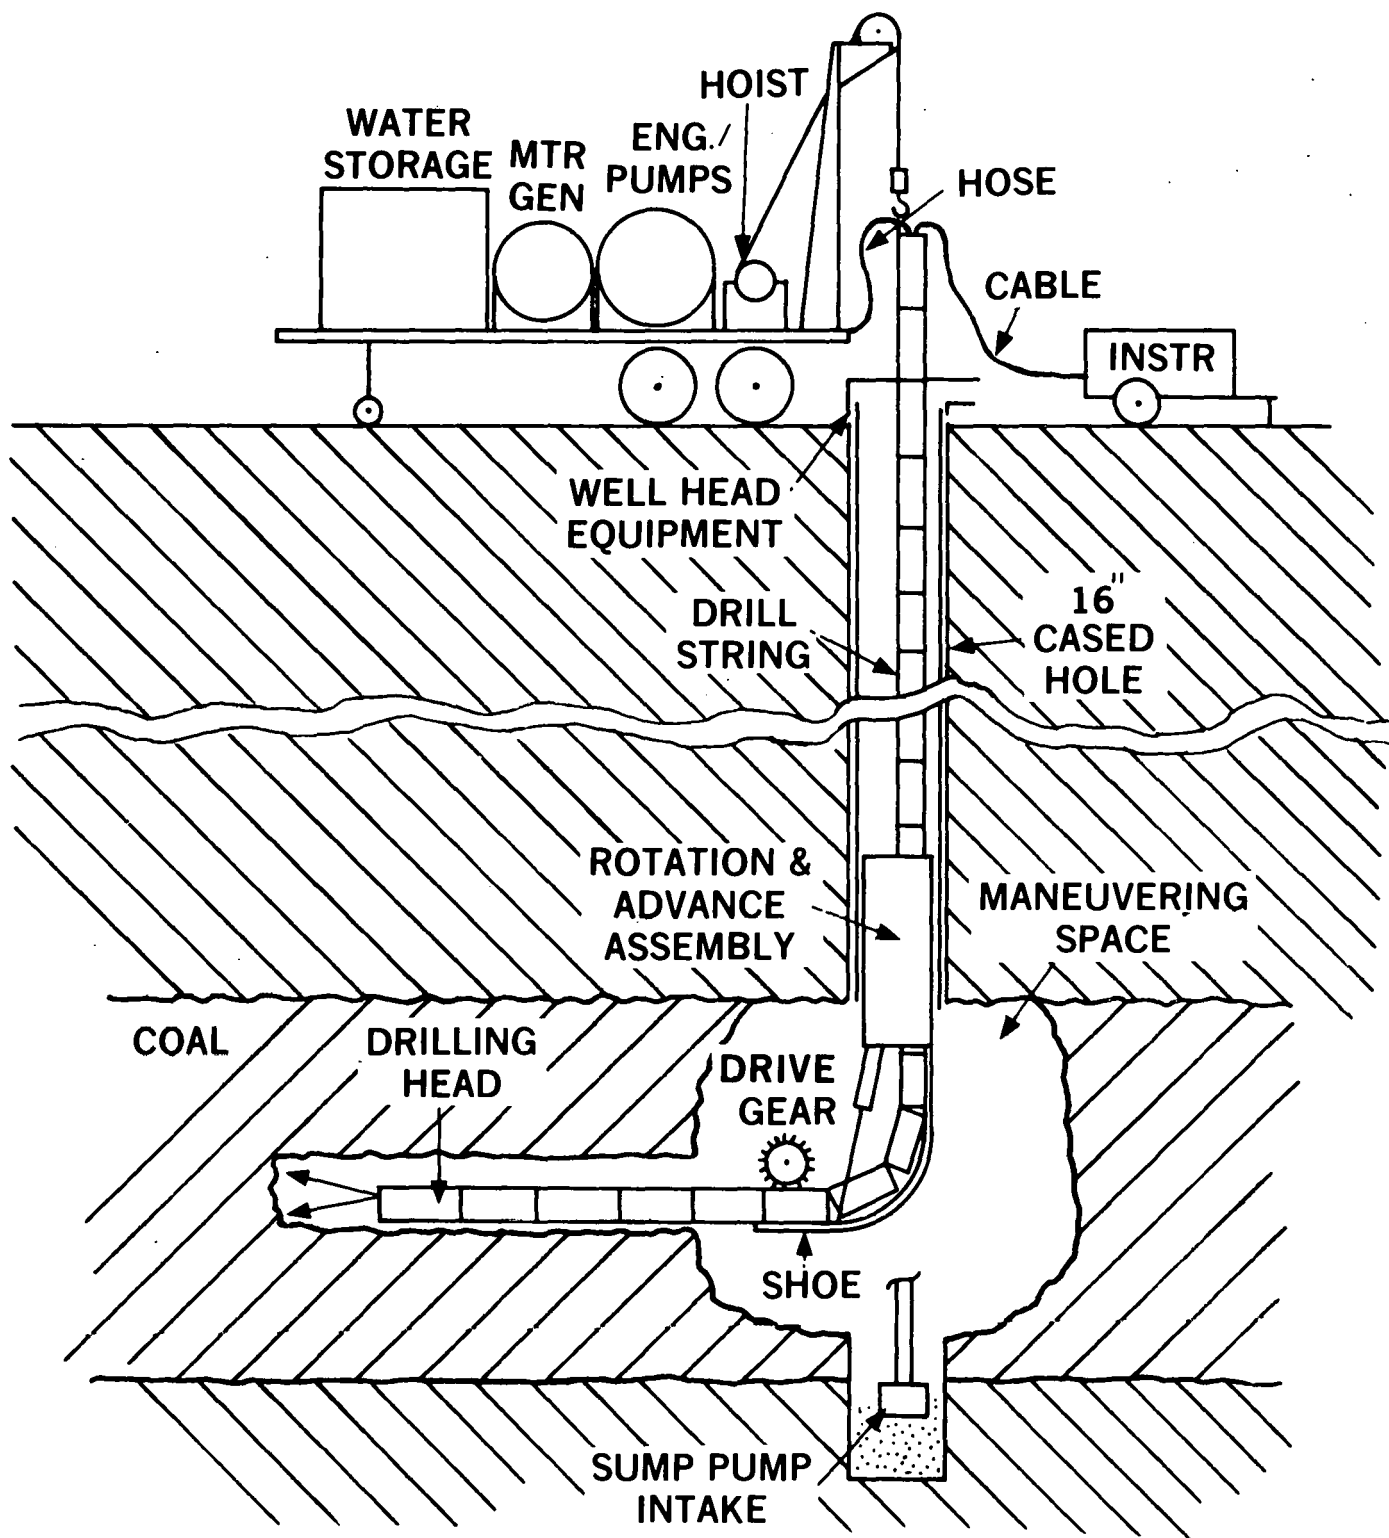 HOIST
WATER
STORAGE
MTR
GEN
ENG./
PUMPS
HOSE
CABLE
INSTR
WELL HEAD
EQUIPMENT
DRILL
STRING
16"
CASED
HOLE
ROTATION &
ADVANCE
ASSEMBLY
MANEUVERING
SPACE
COAL
DRILLING
HEAD
DRIVE
GEAR
SHOE
SUMP PUMP
INTAKE